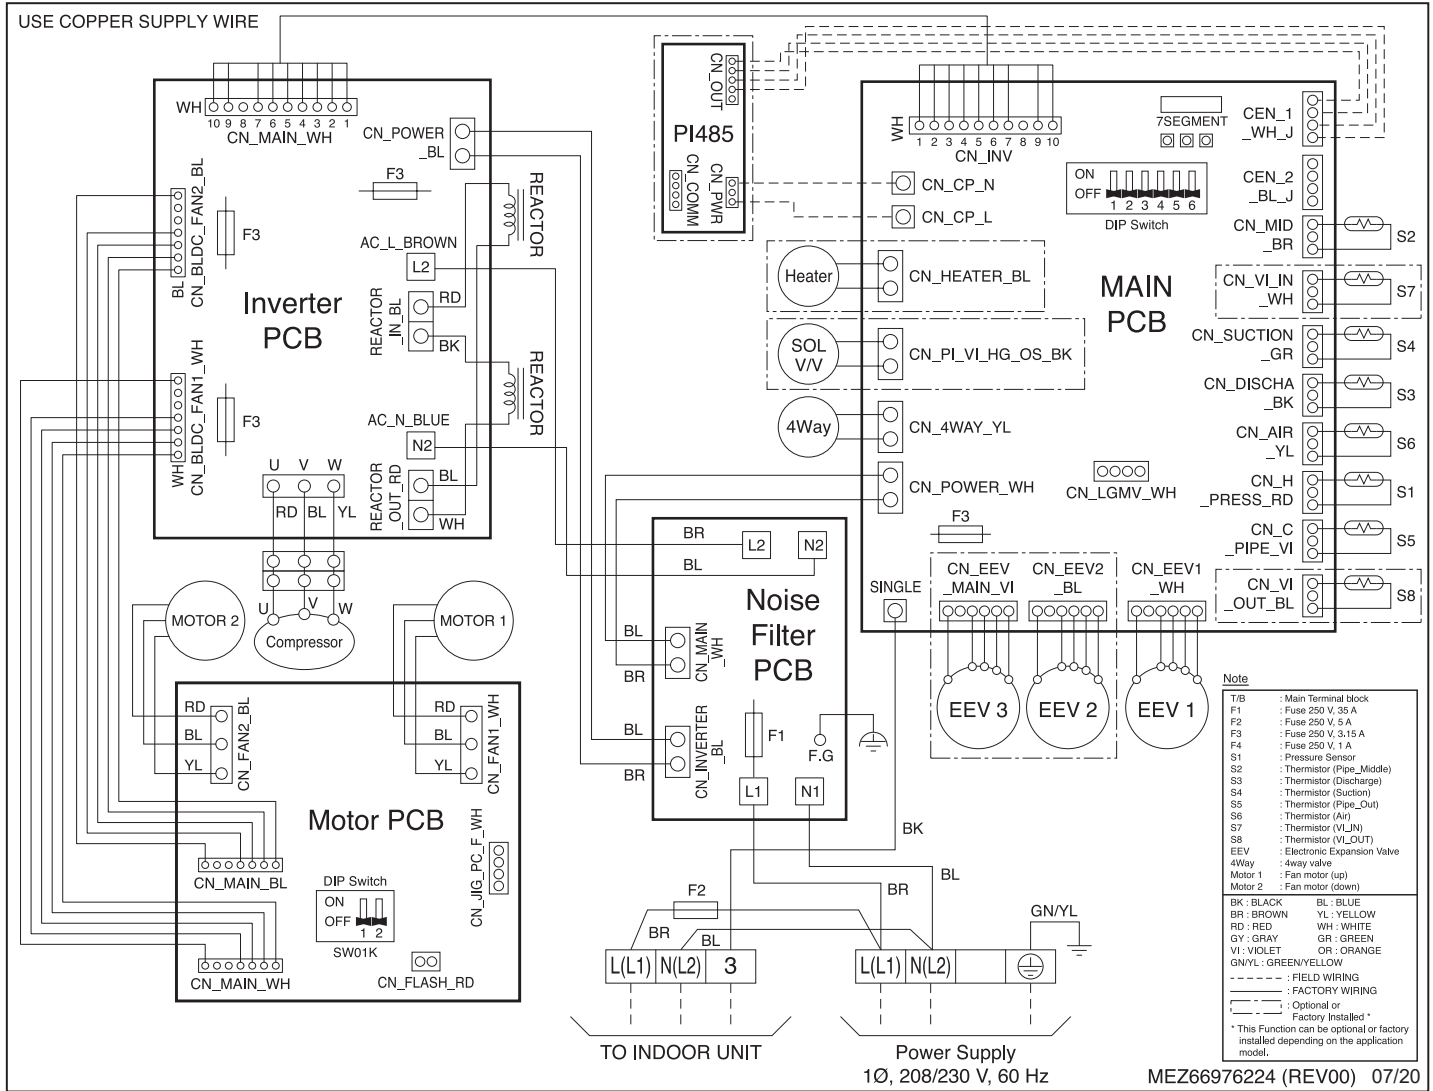 USE COPPER SUPPLY WIRE
WH
10 9 8 7 6 5 4 3 2 1
CN_MAIN_WH
CN_POWER
_BL
F3
BL
CN_BLDC_FAN2_BL
F3
AC_L_BROWN
L2
REACTOR
Inverter
PCB
REACTOR
_IN_BL
RD
BK
WH
CN_BLDC_FAN1_WH
F3
AC_N_BLUE
N2
REACTOR
U V W
RD BL YL
REACTOR
_OUT_RD
BL
WH
U V W
Compressor
MOTOR 2
MOTOR 1
RD
BL
YL
CN_FAN2_BL
RD
BL
YL
CN_FAN1_WH
Motor PCB
CN_MAIN_BL
DIP Switch
ON
OFF
1 2
SW01K
CN_JIG_PC_F_WH
CN_MAIN_WH
CN_FLASH_RD
CN_OUT
PI485
CN_COMM
CN_PWR
WH
1 2 3 4 5 6 7 8 9 10
CN_INV
7SEGMENT
CEN_1
_WH_J
CN_CP_N
CN_CP_L
ON
OFF
1 2 3 4 5 6
DIP Switch
CEN_2
_BL_J
CN_MID
_BR
S2
Heater
CN_HEATER_BL
MAIN
PCB
CN_VI_IN
_WH
S7
SOL
V/V
CN_PI_VI_HG_OS_BK
CN_SUCTION
_GR
S4
CN_DISCHA
_BK
S3
4Way
CN_4WAY_YL
CN_AIR
_YL
S6
CN_POWER_WH
CN_LGMV_WH
CN_H
_PRESS_RD
S1
F3
CN_C
_PIPE_VI
S5
SINGLE
CN_EEV
_MAIN_VI
CN_EEV2
_BL
CN_EEV1
_WH
CN_VI
_OUT_BL
S8
EEV 3
EEV 2
EEV 1
BR
L2
N2
BL
Noise
Filter
PCB
BL
BR
CN_MAIN
_WH
BL
BR
CN_INVERTER
_BL
F1
F.G
L1
N1
BK
BR
BL
F2
BR
BL
GN/YL
L(L1) N(L2) 3
L(L1) N(L2)
TO INDOOR UNIT
Power Supply
1Ø, 208/230 V, 60 Hz
Note
T/B : Main Terminal block
F1 : Fuse 250 V, 35 A
F2 : Fuse 250 V, 5 A
F3 : Fuse 250 V, 3.15 A
F4 : Fuse 250 V, 1 A
S1 : Pressure Sensor
S2 : Thermistor (Pipe_Middle)
S3 : Thermistor (Discharge)
S4 : Thermistor (Suction)
S5 : Thermistor (Pipe_Out)
S6 : Thermistor (Air)
S7 : Thermistor (VI_IN)
S8 : Thermistor (VI_OUT)
EEV : Electronic Expansion Valve
4Way : 4way valve
Motor 1 : Fan motor (up)
Motor 2 : Fan motor (down)
BK : BLACK BL : BLUE
BR : BROWN YL : YELLOW
RD : RED WH : WHITE
GY : GRAY GR : GREEN
VI : VIOLET OR : ORANGE
GN/YL : GREEN/YELLOW
: FIELD WIRING
: FACTORY WIRING
: Optional or
Factory Installed *
* This Function can be optional or factory
installed depending on the application
model.
MEZ66976224 (REV00) 07/20